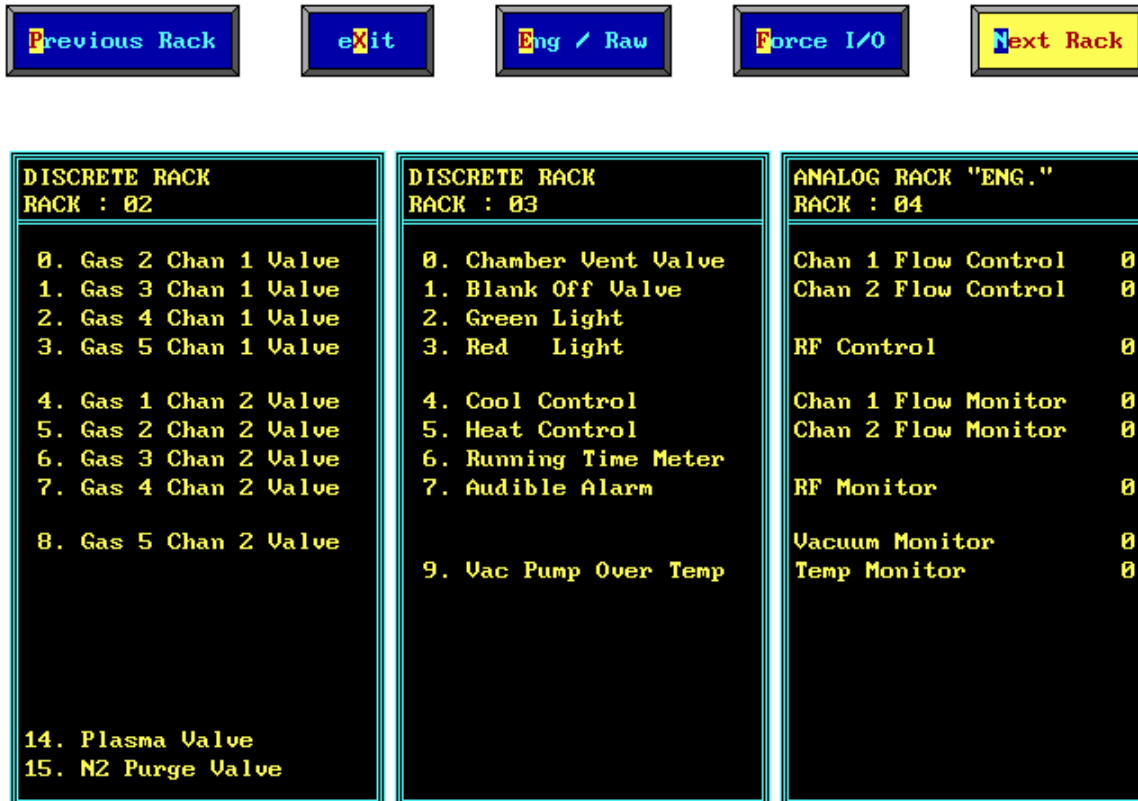 Previous Rack
eXit
Eng / Raw
Force I/O
Next Rack
DISCRETE RACK
RACK : 02
0. Gas 2 Chan 1 Valve
1. Gas 3 Chan 1 Valve
2. Gas 4 Chan 1 Valve
3. Gas 5 Chan 1 Valve
4. Gas 1 Chan 2 Valve
5. Gas 2 Chan 2 Valve
6. Gas 3 Chan 2 Valve
7. Gas 4 Chan 2 Valve
8. Gas 5 Chan 2 Valve
14. Plasma Valve
15. N2 Purge Valve
DISCRETE RACK
RACK : 03
0. Chamber Vent Valve
1. Blank Off Valve
2. Green Light
3. Red Light
4. Cool Control
5. Heat Control
6. Running Time Meter
7. Audible Alarm
9. Vac Pump Over Temp
ANALOG RACK "ENG."
RACK : 04
Chan 1 Flow Control 0
Chan 2 Flow Control 0
RF Control 0
Chan 1 Flow Monitor 0
Chan 2 Flow Monitor 0
RF Monitor 0
Vacuum Monitor 0
Temp Monitor 0